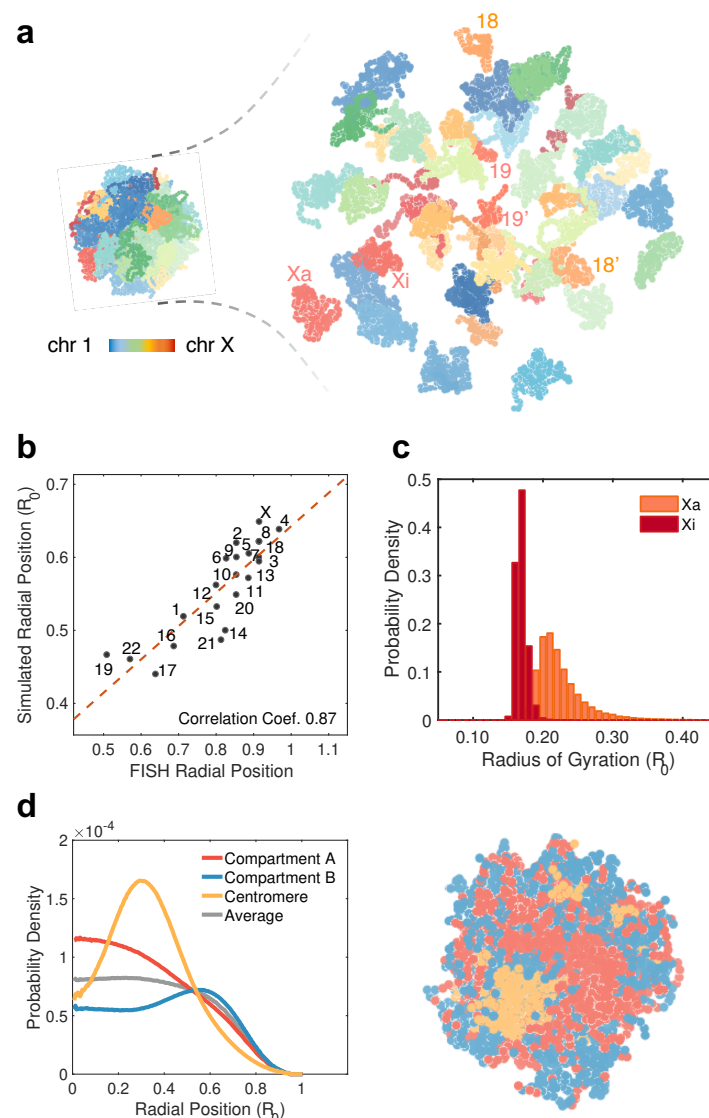 a
18
19
19’
Xa
Xi
18’
chr 1
chr X
b
Simulated Radial Position (R0)
0.7
0.6
0.5
0.4
X
4
2
8
5
18
9
7
6
3
10
13
12
11
1
20
15
16
14
21
22
19
17
Correlation Coef. 0.87
0.5 0.6 0.7 0.8 0.9 1 1.1
FISH Radial Position
c
Probability Density
0.5
0.4
0.3
0.2
0.1
0
Xa
Xi
0.10 0.20 0.30 0.40
Radius of Gyration (R0)
d
×10-4
Probability Density
2
1.5
1
0.5
0
Compartment A
Compartment B
Centromere
Average
0 0.2 0.4 0.6 0.8 1
Radial Position (R0)